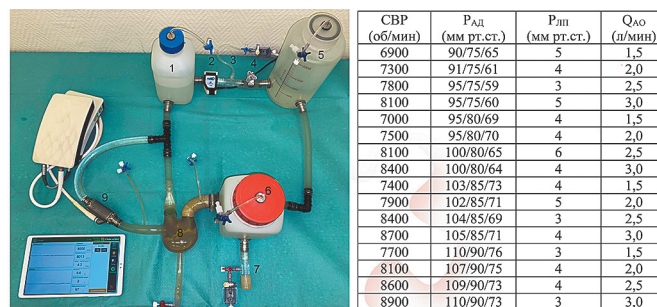 1
2
3
4
5
6
7
8
9
СВР (об/мин) Р_АД (мм рт.ст.) Р_ЛП (мм рт.ст.) Q_АО (л/мин)
6900 90/75/65 5 1,5
7300 91/75/61 4 2,0
7800 95/75/59 3 2,5
8100 95/75/60 5 3,0
7000 95/80/69 4 1,5
7500 95/80/70 4 2,0
8100 100/80/65 6 2,5
8400 100/80/64 4 3,0
7400 103/85/73 4 1,5
7900 102/85/71 5 2,0
8400 104/85/69 3 2,5
8700 105/85/71 4 3,0
7700 110/90/76 3 1,5
8100 107/90/75 4 2,0
8600 109/90/73 4 2,5
8900 110/90/73 3 3,0